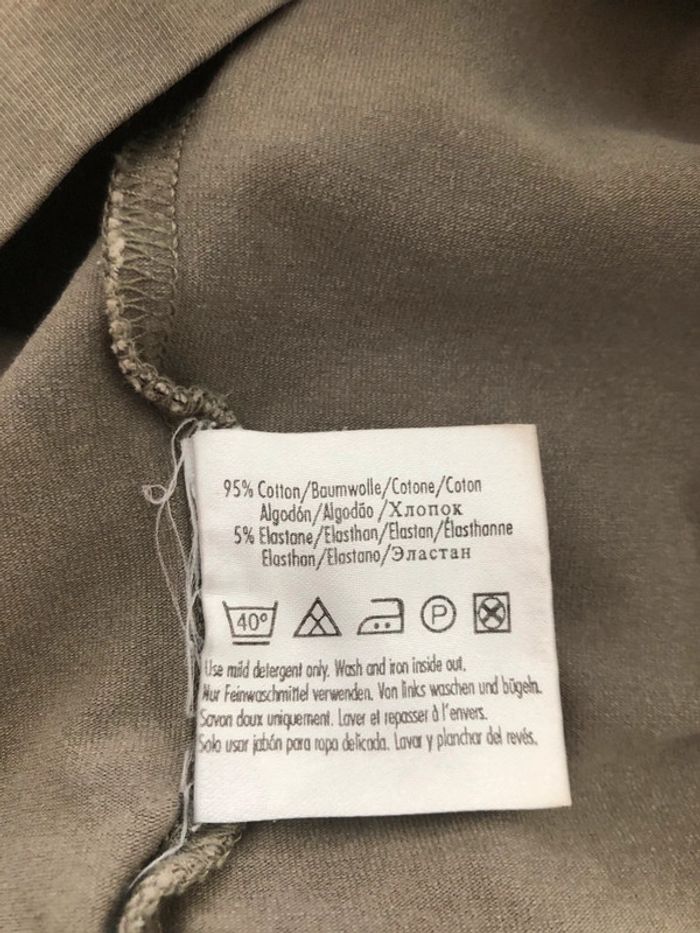 95% Cotton/Baumwolle/Cotone/Coton
Algodón/Algodão /Хлопок
5% Elastane/Elasthan/Elastan/Élasthanne
Elasthan/Elastano/Эластан
40° P
Use mild detergent only. Wash and iron inside out.
Nur Feinwaschmittel verwenden. Von links waschen und bügeln.
Savon doux uniquement. Laver et repasser à l'envers.
Solo usar jabón para ropa delicada. Lavar y planchar del revés.